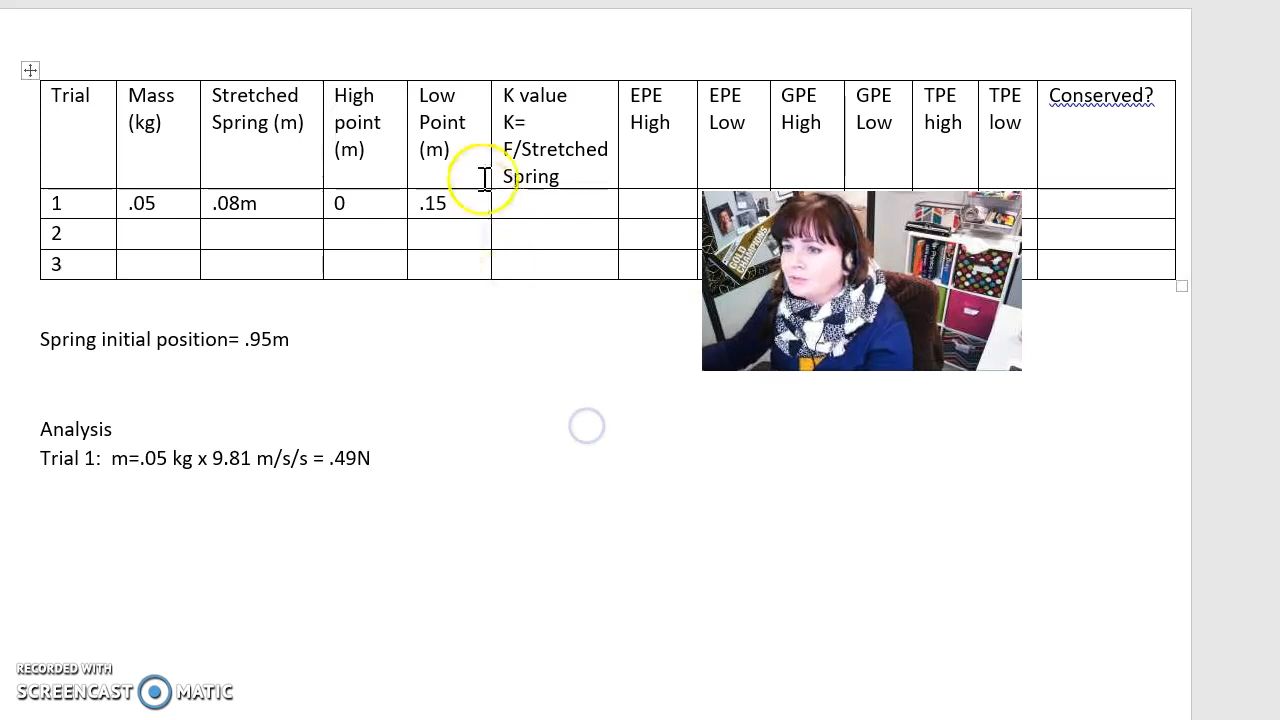 Trial Mass (kg) Stretched Spring (m) High point (m) Low Point (m) K value K= F/Stretched Spring EPE High EPE Low GPE High GPE Low TPE high TPE low Conserved?
1 .05 .08m 0 .15
2
3
Spring initial position= .95m
Analysis
Trial 1: m=.05 kg x 9.81 m/s/s = .49N
RECORDED WITH
SCREENCAST MATIC